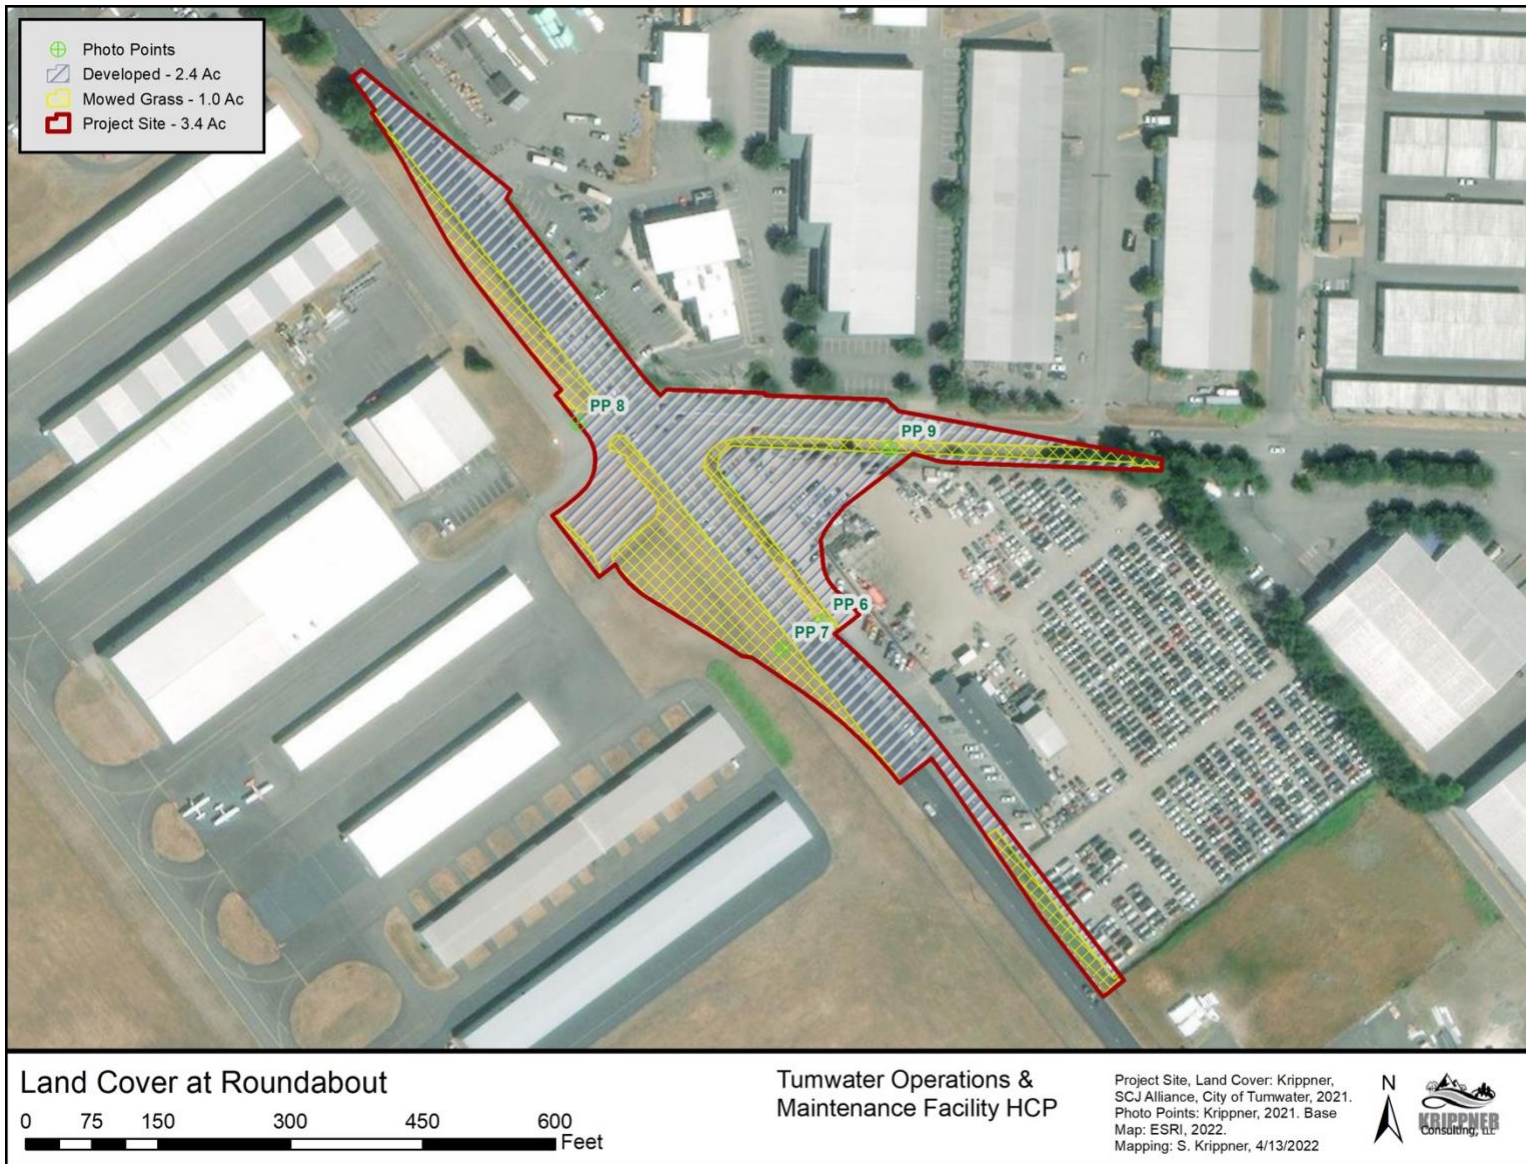 Photo Points
Developed - 2.4 Ac
Mowed Grass - 1.0 Ac
Project Site - 3.4 Ac
PP 8
PP 9
PP 6
PP 7
Land Cover at Roundabout
0 75 150 300 450 600
Feet
Tumwater Operations &
Maintenance Facility HCP
Project Site, Land Cover: Krippner,
SCJ Alliance, City of Tumwater, 2021.
Photo Points: Krippner, 2021. Base
Map: ESRI, 2022.
Mapping: S. Krippner, 4/13/2022
N
KRIPPNER
Consulting, LLC